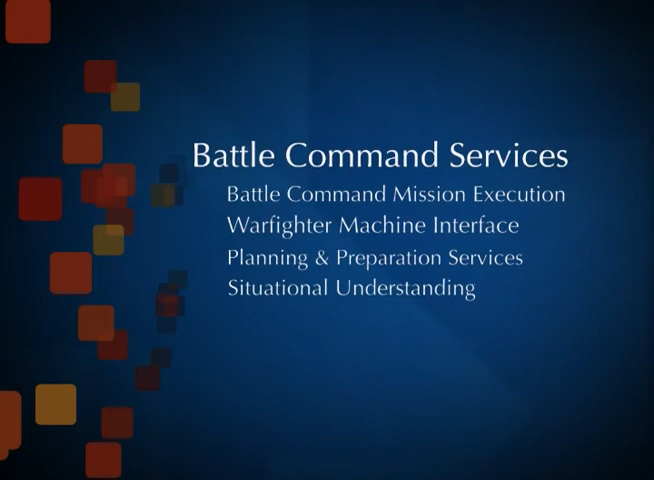 Battle Command Services
Battle Command Mission Execution
Warfighter Machine Interface
Planning & Preparation Services
Situational Understanding